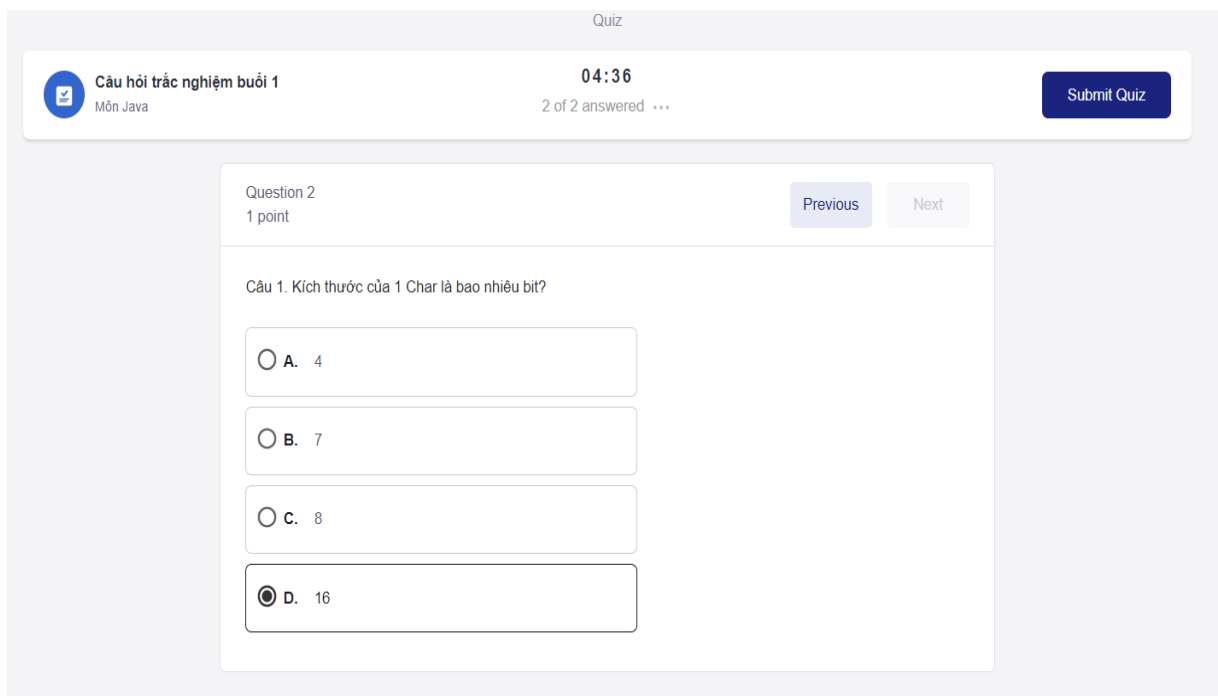 Quiz
Câu hỏi trắc nghiệm buổi 1
Môn Java
04:36
2 of 2 answered ···
Submit Quiz
Question 2
1 point
Previous
Next
Câu 1. Kích thước của 1 Char là bao nhiêu bit?
A. 4
B. 7
C. 8
D. 16